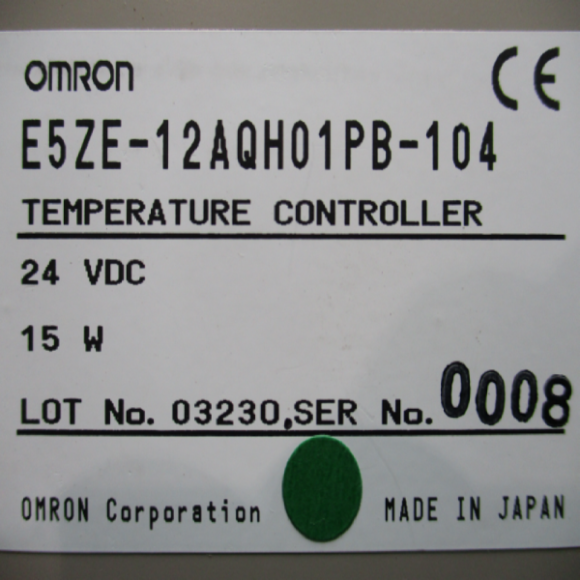 OMRON CE
E5ZE-12AQH01PB-104
TEMPERATURE CONTROLLER
24 VDC
15 W
LOT No. 03230,SER No. 0008
OMRON Corporation MADE IN JAPAN